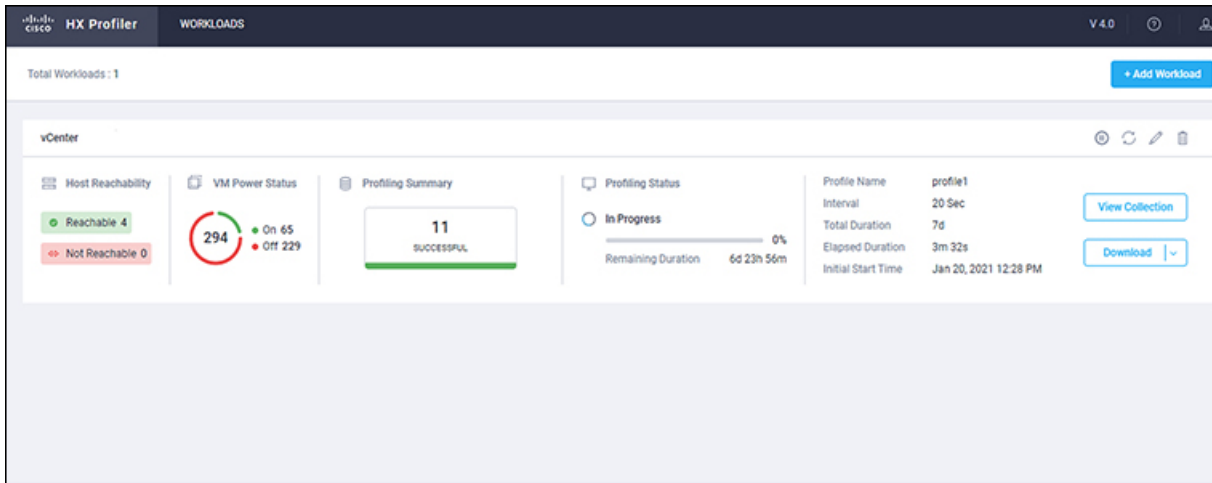 cisco HX Profiler WORKLOADS V 4.0
Total Workloads : 1 + Add Workload
vCenter
Host Reachability
Reachable 4
Not Reachable 0
VM Power Status
294
On 65
Off 229
Profiling Summary
11
SUCCESSFUL
Profiling Status
In Progress
0%
Remaining Duration 6d 23h 56m
Profile Name profile1
Interval 20 Sec
Total Duration 7d
Elapsed Duration 3m 32s
Initial Start Time Jan 20, 2021 12:28 PM
View Collection
Download